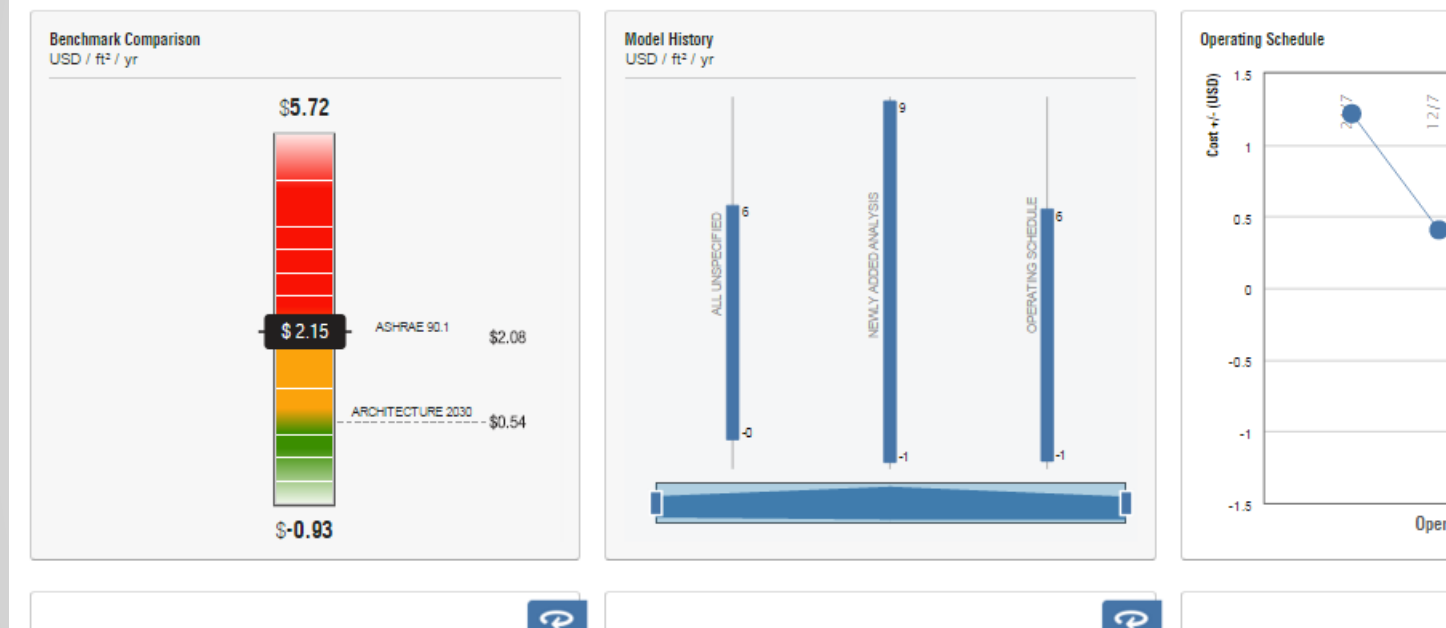 Benchmark Comparison
USD / ft² / yr
$5.72
$ 2.15
ASHRAE 90.1
$2.08
ARCHITECTURE 2030
$0.54
$-0.93
Model History
USD / ft² / yr
ALL UNSPECIFIED
6
-0
NEWLY ADDED ANALYSIS
9
-1
OPERATING SCHEDULE
6
-1
Operating Schedule
Cost +/- (USD)
1.5
1
0.5
0
-0.5
-1
-1.5
12/7
Oper